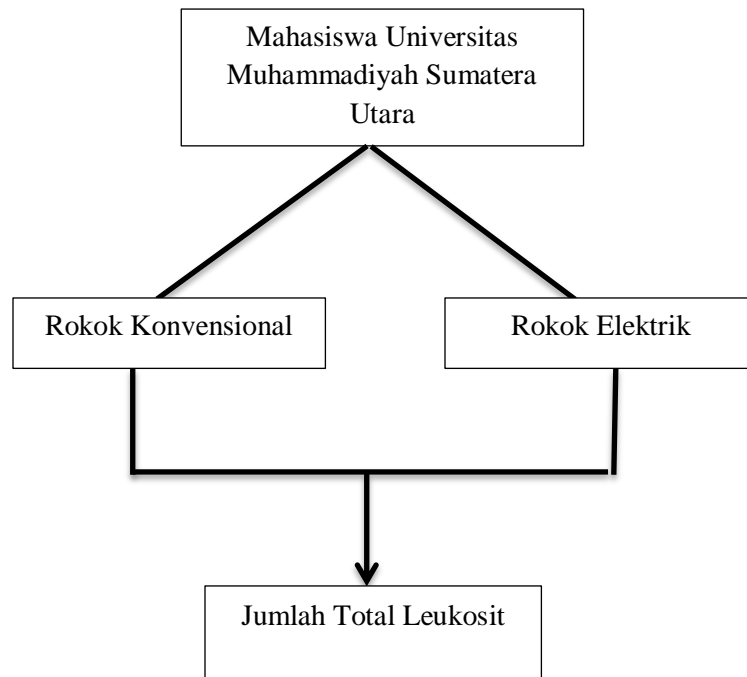 Mahasiswa Universitas
Muhammadiyah Sumatera
Utara
Rokok Konvensional
Rokok Elektrik
Jumlah Total Leukosit